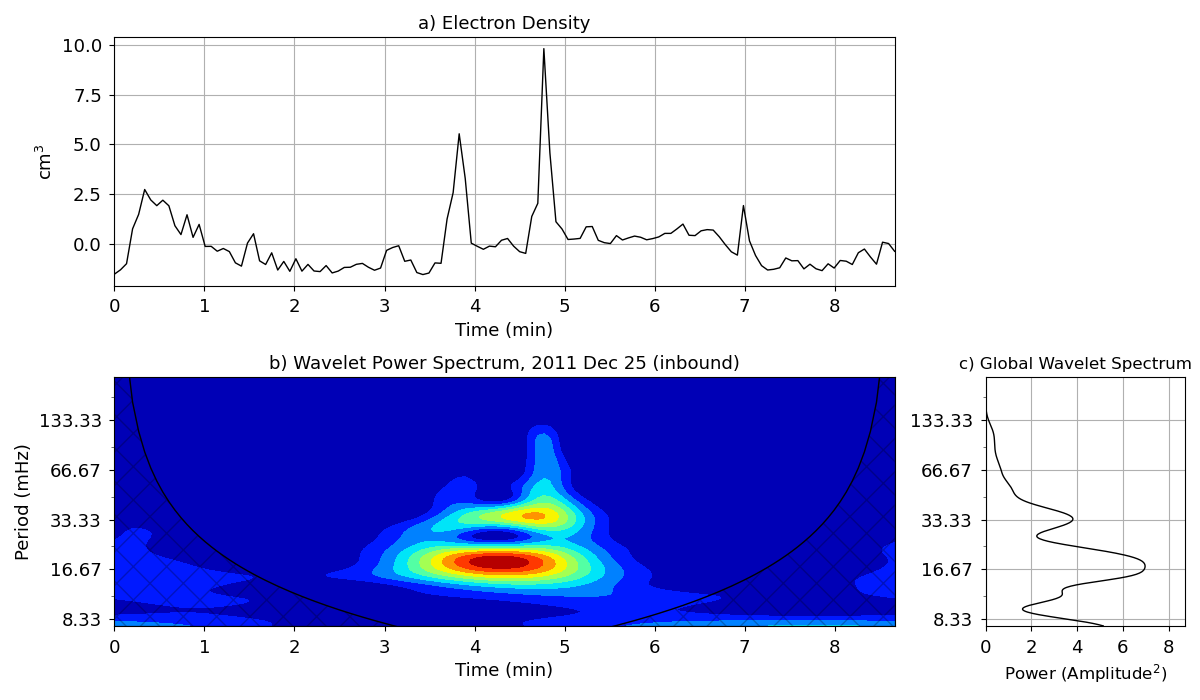 a) Electron Density
10.0
7.5
5.0
2.5
0.0
cm³
0 1 2 3 4 5 6 7 8
Time (min)
b) Wavelet Power Spectrum, 2011 Dec 25 (inbound)
133.33
66.67
33.33
16.67
8.33
Period (mHz)
0 1 2 3 4 5 6 7 8
Time (min)
c) Global Wavelet Spectrum
133.33
66.67
33.33
16.67
8.33
0 2 4 6 8
Power (Amplitude²)